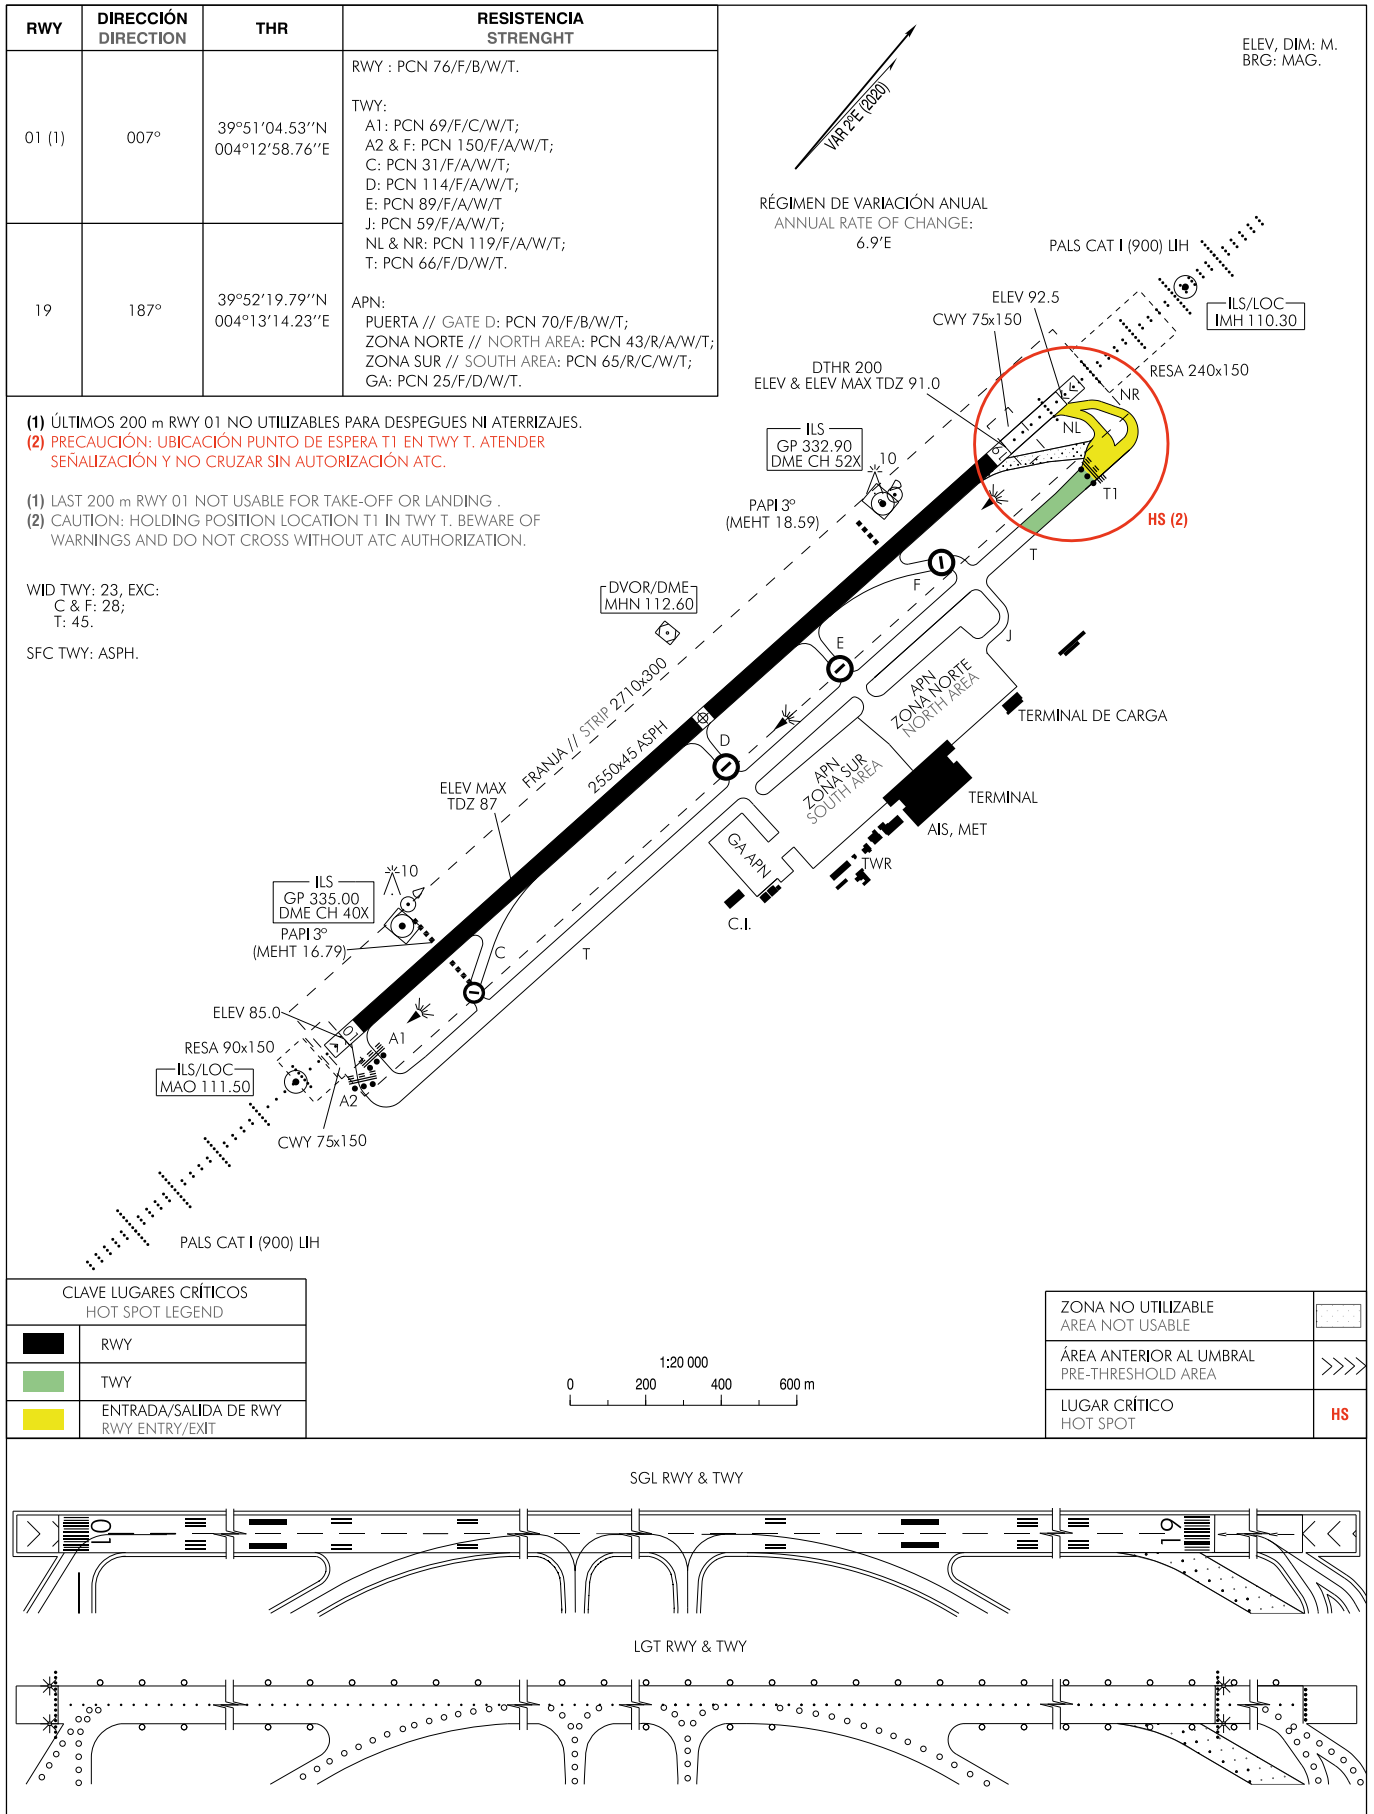 RWY
DIRECCIÓN
DIRECTION
THR
RESISTENCIA
STRENGHT
01 (1)
007°
39°51'04.53''N
004°12'58.76''E
19
187°
39°52'19.79''N
004°13'14.23''E
RWY : PCN 76/F/B/W/T.
TWY:
A1: PCN 69/F/C/W/T;
A2 & F: PCN 150/F/A/W/T;
C: PCN 31/F/A/W/T;
D: PCN 114/F/A/W/T;
E: PCN 89/F/A/W/T
J: PCN 59/F/A/W/T;
NL & NR: PCN 119/F/A/W/T;
T: PCN 66/F/D/W/T.
APN:
PUERTA // GATE D: PCN 70/F/B/W/T;
ZONA NORTE // NORTH AREA: PCN 43/R/A/W/T;
ZONA SUR // SOUTH AREA: PCN 65/R/C/W/T;
GA: PCN 25/F/D/W/T.
ELEV, DIM: M.
BRG: MAG.
VAR 2°E (2020)
RÉGIMEN DE VARIACIÓN ANUAL
ANNUAL RATE OF CHANGE:
6.9'E
(1) ÚLTIMOS 200 m RWY 01 NO UTILIZABLES PARA DESPEGUES NI ATERRIZAJES.
(2) PRECAUCIÓN: UBICACIÓN PUNTO DE ESPERA T1 EN TWY T. ATENDER
SEÑALIZACIÓN Y NO CRUZAR SIN AUTORIZACIÓN ATC.
(1) LAST 200 m RWY 01 NOT USABLE FOR TAKE-OFF OR LANDING .
(2) CAUTION: HOLDING POSITION LOCATION T1 IN TWY T. BEWARE OF
WARNINGS AND DO NOT CROSS WITHOUT ATC AUTHORIZATION.
WID TWY: 23, EXC:
C & F: 28;
T: 45.
SFC TWY: ASPH.
PALS CAT I (900) LIH
ILS/LOC
IMH 110.30
ELEV 92.5
CWY 75x150
RESA 240x150
DTHR 200
ELEV & ELEV MAX TDZ 91.0
NR
NL
19
T1
HS (2)
ILS
GP 332.90
DME CH 52X
10
PAPI 3°
(MEHT 18.59)
T
F
DVOR/DME
MHN 112.60
E
J
APN
ZONA NORTE
NORTH AREA
TERMINAL DE CARGA
FRANJA // STRIP 2710x300
2550x45 ASPH
D
APN
ZONA SUR
SOUTH AREA
TERMINAL
AIS, MET
TWR
GA APN
C.I.
ELEV MAX
TDZ 87
ILS
GP 335.00
DME CH 40X
10
PAPI 3°
(MEHT 16.79)
C
T
ELEV 85.0
01
A1
RESA 90x150
ILS/LOC
MAO 111.50
A2
CWY 75x150
PALS CAT I (900) LIH
CLAVE LUGARES CRÍTICOS
HOT SPOT LEGEND
RWY
TWY
ENTRADA/SALIDA DE RWY
RWY ENTRY/EXIT
1:20 000
0 200 400 600 m
ZONA NO UTILIZABLE
AREA NOT USABLE
ÁREA ANTERIOR AL UMBRAL
PRE-THRESHOLD AREA
LUGAR CRÍTICO
HOT SPOT
HS
SGL RWY & TWY
01
19
LGT RWY & TWY